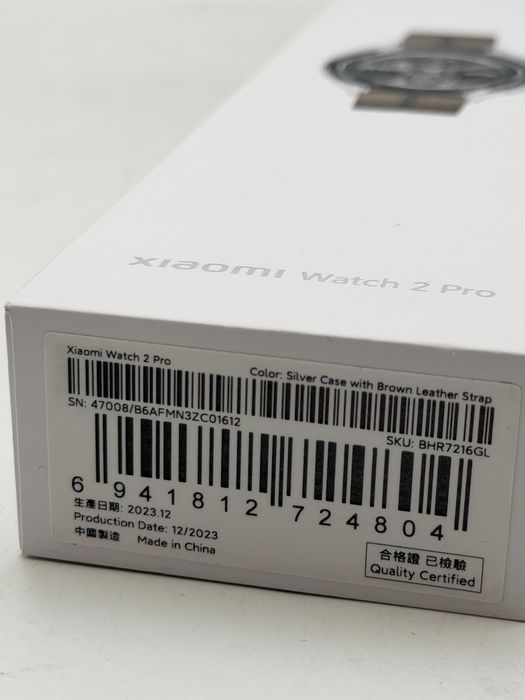 xiaomi Watch 2 Pro
Xiaomi Watch 2 Pro
Color: Silver Case with Brown Leather Strap
SN: 47008/B6AFMN3ZC01612
SKU: BHR7216GL
6 941812 724804
生產日期: 2023.12
Production Date: 12/2023
中國製造 Made in China
合格證 已檢驗
Quality Certified